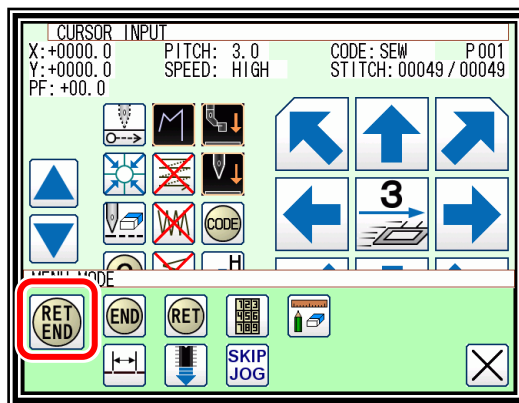 CURSOR INPUT
X:+0000.0 PITCH: 3.0 CODE:SEW P001
Y:+0000.0 SPEED: HIGH STITCH:00049/00049
PF:+00.0
3
CODE
H
MENU MODE
RET END
END
RET
123
456
789
SKIP
JOG